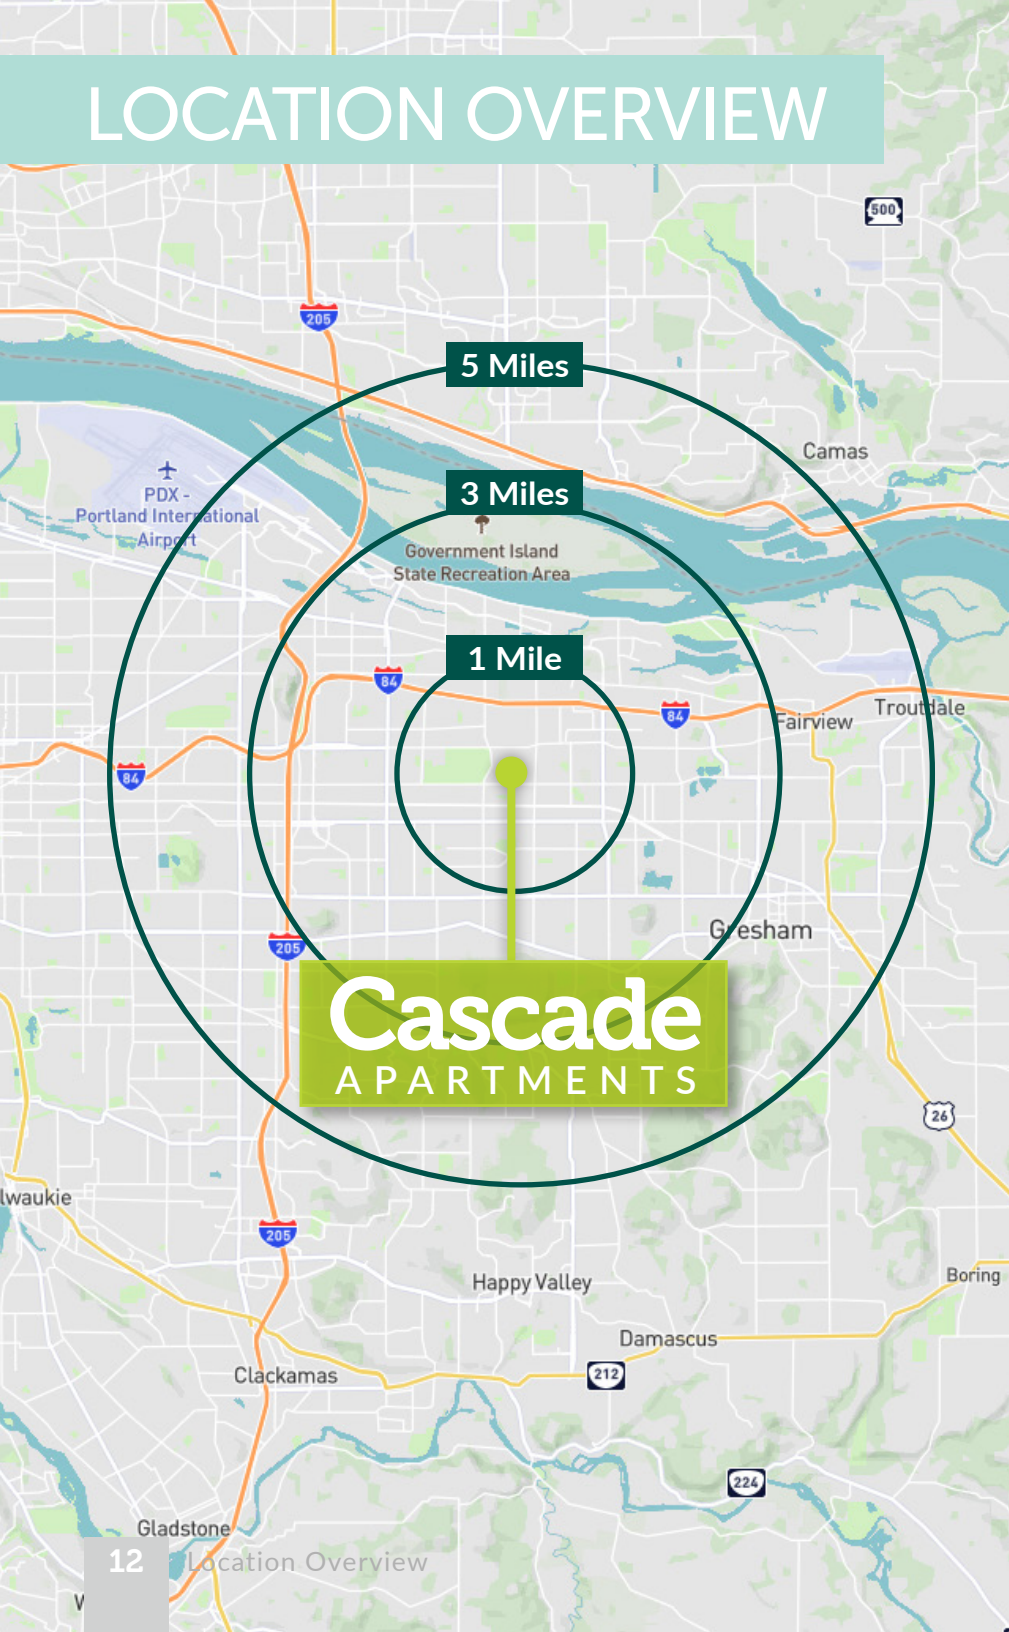 LOCATION OVERVIEW
500
205
5 Miles
Camas
3 Miles
PDX -
Portland International
Airport
Government Island
State Recreation Area
1 Mile
84
84
Fairview
Troutdale
84
Gresham
205
Cascade
APARTMENTS
26
lwaukie
205
Happy Valley
Boring
Damascus
212
Clackamas
224
Gladstone
12
Location Overview
W